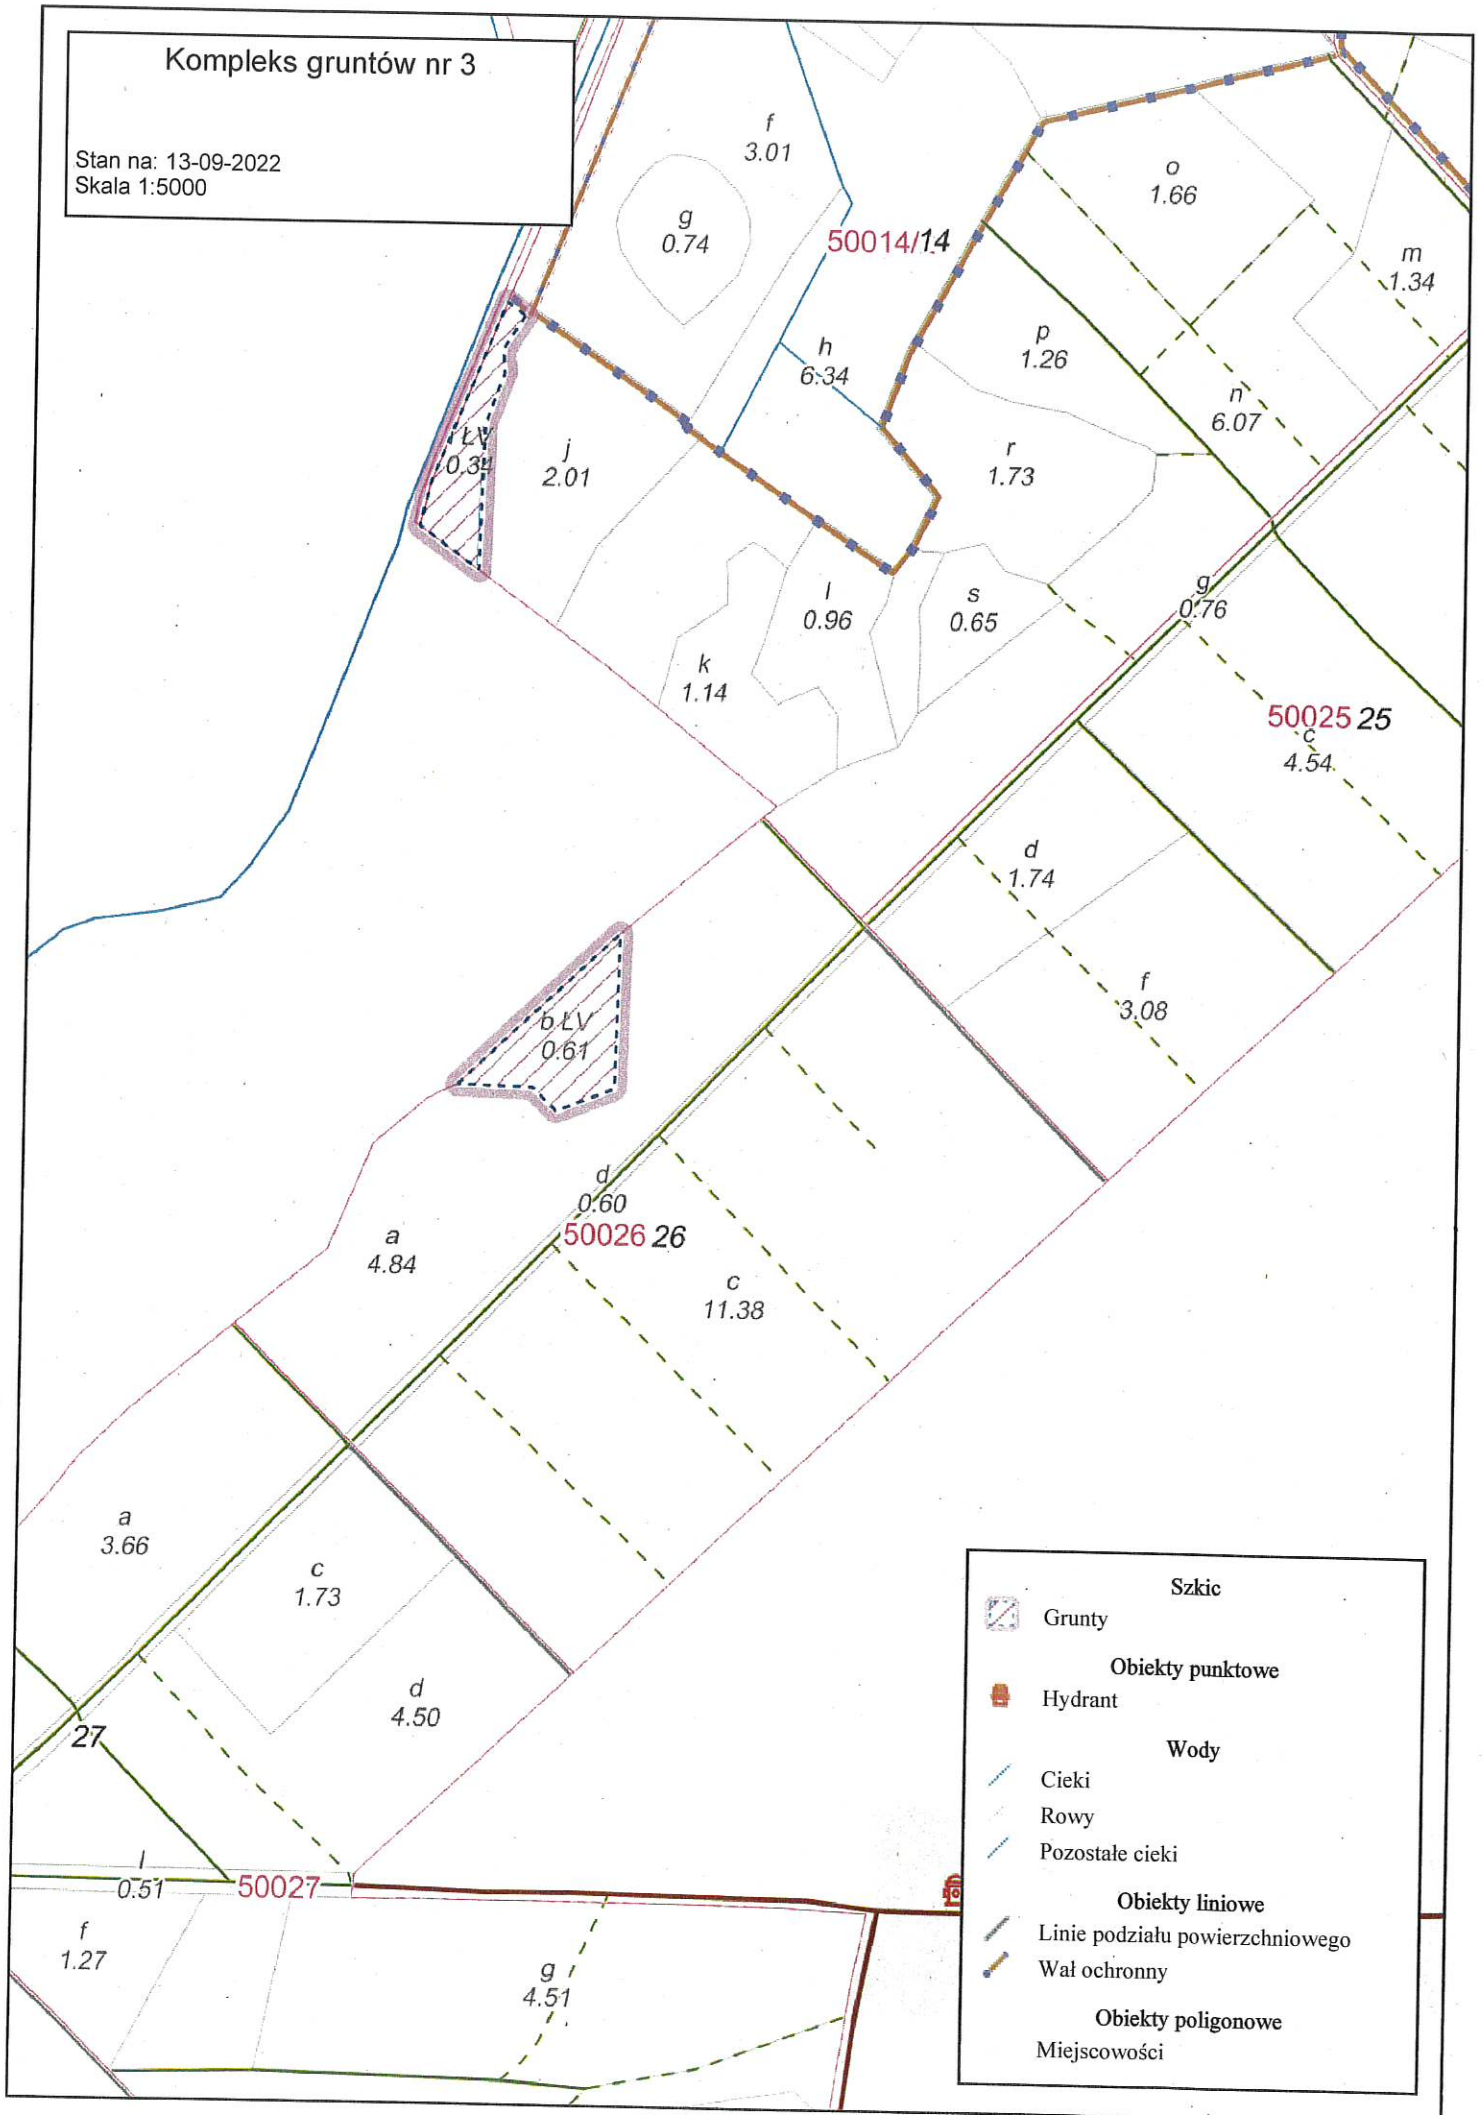 Kompleks gruntów nr 3
Stan na: 13-09-2022
Skala 1:5000
f
3.01
g
0.74
50014/14
o
1.66
m
1.34
h
6.34
p
1.26
n
6.07
ŁV
0.34
j
2.01
r
1.73
l
0.96
s
0.65
g
0.76
k
1.14
50025 25
c
4.54
d
1.74
f
3.08
b ŁV
0.61
d
0.60
50026 26
a
4.84
c
11.38
a
3.66
c
1.73
d
4.50
27
l
0.51
50027
f
1.27
g
4.51
Szkic
Grunty
Obiekty punktowe
Hydrant
Wody
Cieki
Rowy
Pozostałe cieki
Obiekty liniowe
Linie podziału powierzchniowego
Wał ochronny
Obiekty poligonowe
Miejscowości